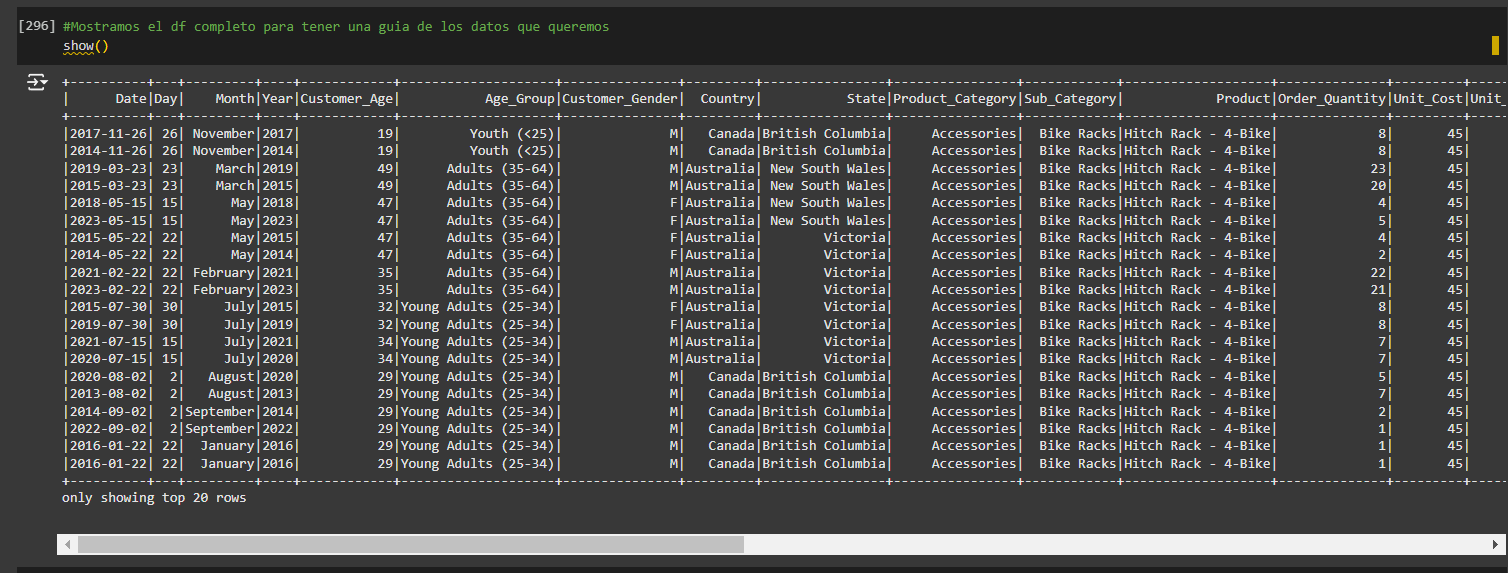 [296] #Mostramos el df completo para tener una guia de los datos que queremos
show()
+----------+---+---------+----+------------+-------------------+---------------+---------+----------------+----------------+------------+-------------------+--------------+---------+-----
|      Date|Day|    Month|Year|Customer_Age|          Age_Group|Customer_Gender|  Country|           State|Product_Category|Sub_Category|            Product|Order_Quantity|Unit_Cost|Unit_
+----------+---+---------+----+------------+-------------------+---------------+---------+----------------+----------------+------------+-------------------+--------------+---------+-----
|2017-11-26| 26| November|2017|          19|        Youth (<25)|              M|   Canada|British Columbia|     Accessories|  Bike Racks|Hitch Rack - 4-Bike|             8|       45|
|2014-11-26| 26| November|2014|          19|        Youth (<25)|              M|   Canada|British Columbia|     Accessories|  Bike Racks|Hitch Rack - 4-Bike|             8|       45|
|2019-03-23| 23|    March|2019|          49|     Adults (35-64)|              M|Australia| New South Wales|     Accessories|  Bike Racks|Hitch Rack - 4-Bike|            23|       45|
|2015-03-23| 23|    March|2015|          49|     Adults (35-64)|              M|Australia| New South Wales|     Accessories|  Bike Racks|Hitch Rack - 4-Bike|            20|       45|
|2018-05-15| 15|      May|2018|          47|     Adults (35-64)|              F|Australia| New South Wales|     Accessories|  Bike Racks|Hitch Rack - 4-Bike|             4|       45|
|2023-05-15| 15|      May|2023|          47|     Adults (35-64)|              F|Australia| New South Wales|     Accessories|  Bike Racks|Hitch Rack - 4-Bike|             5|       45|
|2015-05-22| 22|      May|2015|          47|     Adults (35-64)|              F|Australia|        Victoria|     Accessories|  Bike Racks|Hitch Rack - 4-Bike|             4|       45|
|2014-05-22| 22|      May|2014|          47|     Adults (35-64)|              F|Australia|        Victoria|     Accessories|  Bike Racks|Hitch Rack - 4-Bike|             2|       45|
|2021-02-22| 22| February|2021|          35|     Adults (35-64)|              M|Australia|        Victoria|     Accessories|  Bike Racks|Hitch Rack - 4-Bike|            22|       45|
|2023-02-22| 22| February|2023|          35|     Adults (35-64)|              M|Australia|        Victoria|     Accessories|  Bike Racks|Hitch Rack - 4-Bike|            21|       45|
|2015-07-30| 30|     July|2015|          32|Young Adults (25-34)|              F|Australia|        Victoria|     Accessories|  Bike Racks|Hitch Rack - 4-Bike|             8|       45|
|2019-07-30| 30|     July|2019|          32|Young Adults (25-34)|              F|Australia|        Victoria|     Accessories|  Bike Racks|Hitch Rack - 4-Bike|             8|       45|
|2021-07-15| 15|     July|2021|          34|Young Adults (25-34)|              M|Australia|        Victoria|     Accessories|  Bike Racks|Hitch Rack - 4-Bike|             7|       45|
|2020-07-15| 15|     July|2020|          34|Young Adults (25-34)|              M|Australia|        Victoria|     Accessories|  Bike Racks|Hitch Rack - 4-Bike|             7|       45|
|2020-08-02|  2|   August|2020|          29|Young Adults (25-34)|              M|   Canada|British Columbia|     Accessories|  Bike Racks|Hitch Rack - 4-Bike|             5|       45|
|2013-08-02|  2|   August|2013|          29|Young Adults (25-34)|              M|   Canada|British Columbia|     Accessories|  Bike Racks|Hitch Rack - 4-Bike|             7|       45|
|2014-09-02|  2|September|2014|          29|Young Adults (25-34)|              M|   Canada|British Columbia|     Accessories|  Bike Racks|Hitch Rack - 4-Bike|             2|       45|
|2022-09-02|  2|September|2022|          29|Young Adults (25-34)|              M|   Canada|British Columbia|     Accessories|  Bike Racks|Hitch Rack - 4-Bike|             1|       45|
|2016-01-22| 22|  January|2016|          29|Young Adults (25-34)|              M|   Canada|British Columbia|     Accessories|  Bike Racks|Hitch Rack - 4-Bike|             1|       45|
|2016-01-22| 22|  January|2016|          29|Young Adults (25-34)|              M|   Canada|British Columbia|     Accessories|  Bike Racks|Hitch Rack - 4-Bike|             1|       45|
+----------+---+---------+----+------------+-------------------+---------------+---------+----------------+----------------+------------+-------------------+--------------+---------+-----
only showing top 20 rows